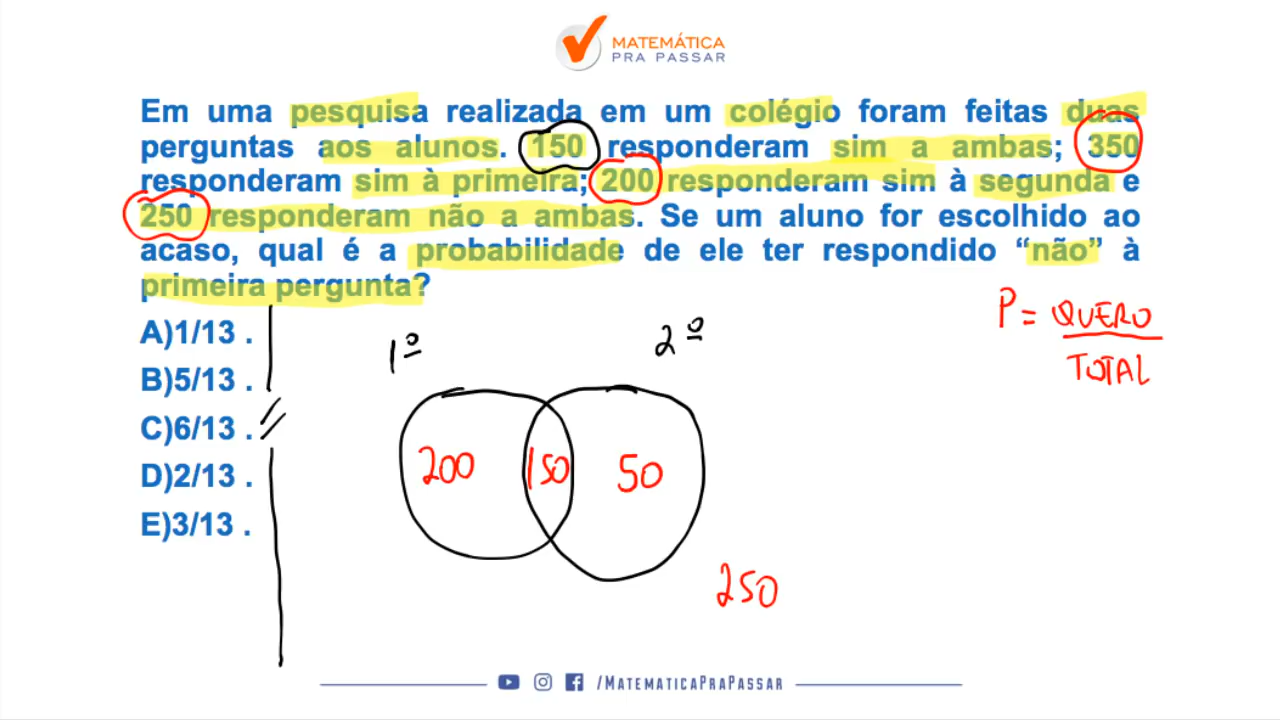 MATEMÁTICA
PRA PASSAR
Em uma pesquisa realizada em um colégio foram feitas duas
perguntas aos alunos. 150 responderam sim a ambas; 350
responderam sim à primeira; 200 responderam sim à segunda e
250 responderam não a ambas. Se um aluno for escolhido ao
acaso, qual é a probabilidade de ele ter respondido “não” à
primeira pergunta?
A)1/13 .
B)5/13 .
C)6/13 .
D)2/13 .
E)3/13 .
P = QUERO
TOTAL
1º
2º
200
150
50
250
/MATEMATICAPRAPASSAR